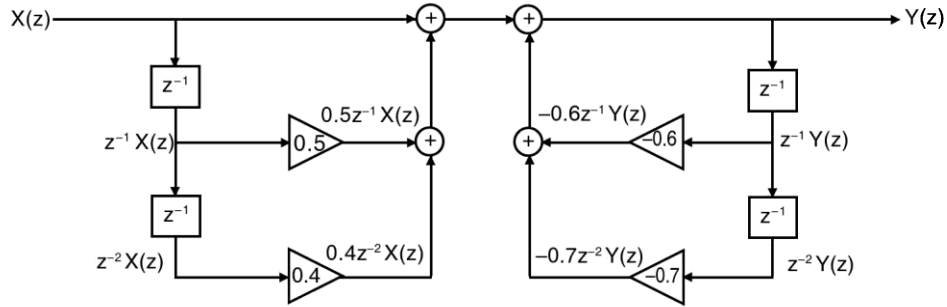 X(z) + + Y(z)
z⁻¹ z⁻¹
0.5z⁻¹ X(z) −0.6z⁻¹ Y(z)
z⁻¹ X(z) 0.5 + + −0.6 z⁻¹ Y(z)
z⁻¹ z⁻¹
0.4z⁻² X(z) −0.7z⁻² Y(z)
z⁻² X(z) 0.4 −0.7 z⁻² Y(z)